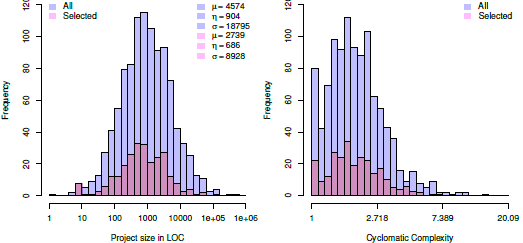 All
Selected
μ = 4574
η = 904
σ = 18795
μ = 2739
η = 686
σ = 8928
120
100
80
60
40
20
0
Frequency
1 10 100 1000 10000 1e+05 1e+06
Project size in LOC
All
Selected
120
100
80
60
40
20
0
Frequency
1 2.718 7.389 20.09
Cyclomatic Complexity